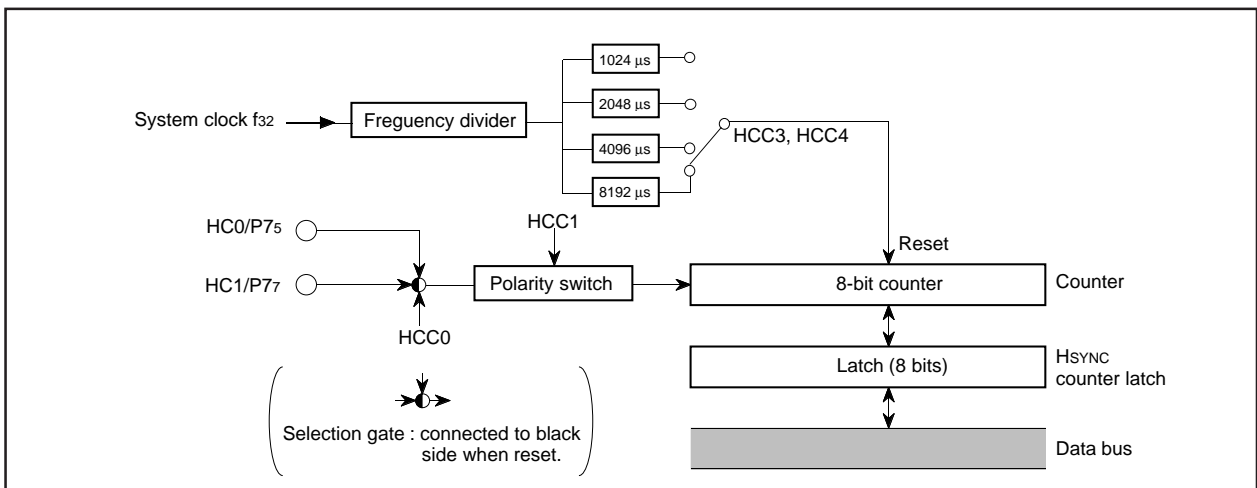 1024 µs
2048 µs
System clock f32
Freguency divider
HCC3, HCC4
4096 µs
8192 µs
HCC1
HC0/P75
Reset
HC1/P77
Polarity switch
8-bit counter
Counter
HCC0
Latch (8 bits)
HSYNC
counter latch
Selection gate : connected to black
side when reset.
Data bus